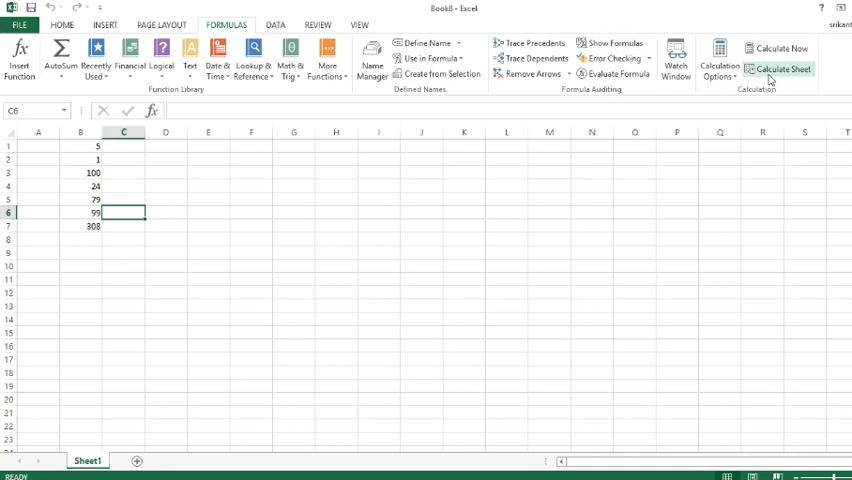 Book8 - Excel
?
FILE HOME INSERT PAGE LAYOUT FORMULAS DATA REVIEW VIEW
srikant
fx Insert Function
Σ AutoSum
Recently Used
Financial
Logical
? Text
A
Date & Time
Lookup & Reference
θ Math & Trig
More Functions
Function Library
Name Manager
Define Name
Use in Formula
Create from Selection
Defined Names
Trace Precedents
Trace Dependents
Remove Arrows
Show Formulas
Error Checking
Evaluate Formula
Formula Auditing
Watch Window
Calculation Options
Calculate Now
Calculate Sheet
Calculation
C6
fx
A B C D E F G H I J K L M N O P Q R S T
1 5
2 1
3 100
4 24
5 79
6 99
7 308
8
9
10
11
12
13
14
15
16
17
18
19
20
21
22
23
Sheet1
READY